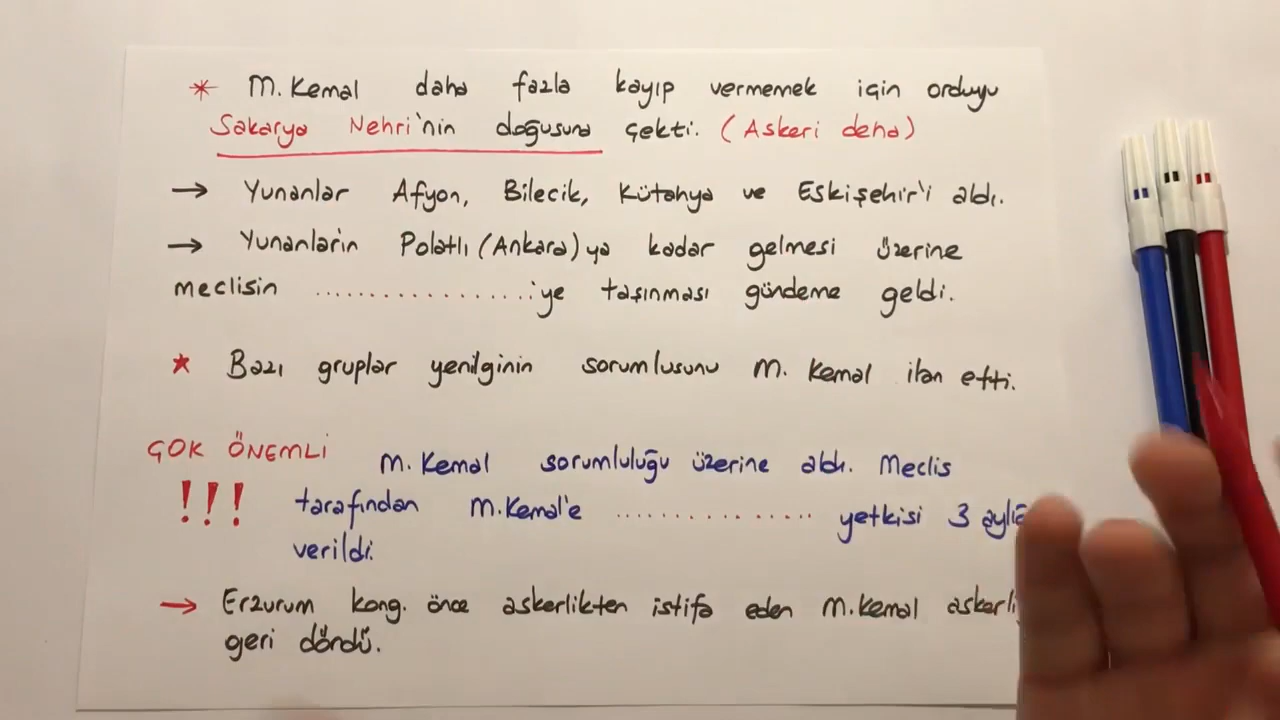 * M. Kemal daha fazla kayıp vermemek için orduyu
Sakarya Nehri'nin doğusuna çekti. (Askeri deha)
→ Yunanlar Afyon, Bilecik, Kütahya ve Eskişehir'i aldı.
→ Yunanların Polatlı (Ankara)ya kadar gelmesi üzerine
meclisin ..................'ye taşınması gündeme geldi.
* Bazı gruplar yenilginin sorumlusunu M. Kemal ilan etti.
ÇOK ÖNEMLİ
!!!
M. Kemal sorumluluğu üzerine aldı. Meclis
tarafından M.Kemal'e ............... yetkisi 3
verildi.
→ Erzurum kong. önce askerlikten istifa eden M.Kemal
geri döndü.